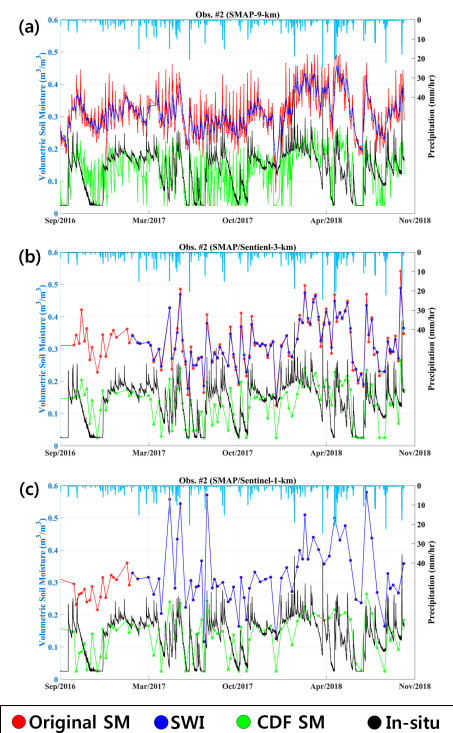 (a)
Obs. #2 (SMAP-9-km)
Volumetric Soil Moisture (m³/m³)
0.6
0.5
0.4
0.3
0.2
0.1
0
0
10
20
30
40
Precipitation (mm/hr)
Sep/2016
Mar/2017
Oct/2017
Apr/2018
Nov/2018
(b)
Obs. #2 (SMAP/Sentienl-3-km)
Volumetric Soil Moisture (m³/m³)
0.6
0.5
0.4
0.3
0.2
0.1
0
0
10
20
30
40
Precipitation (mm/hr)
Sep/2016
Mar/2017
Oct/2017
Apr/2018
Nov/2018
(c)
Obs. #2 (SMAP/Sentinel-1-km)
Volumetric Soil Moisture (m³/m³)
0.6
0.5
0.4
0.3
0.2
0.1
0
0
10
20
30
40
Precipitation (mm/hr)
Sep/2016
Mar/2017
Oct/2017
Apr/2018
Nov/2018
Original SM SWI CDF SM In-situ